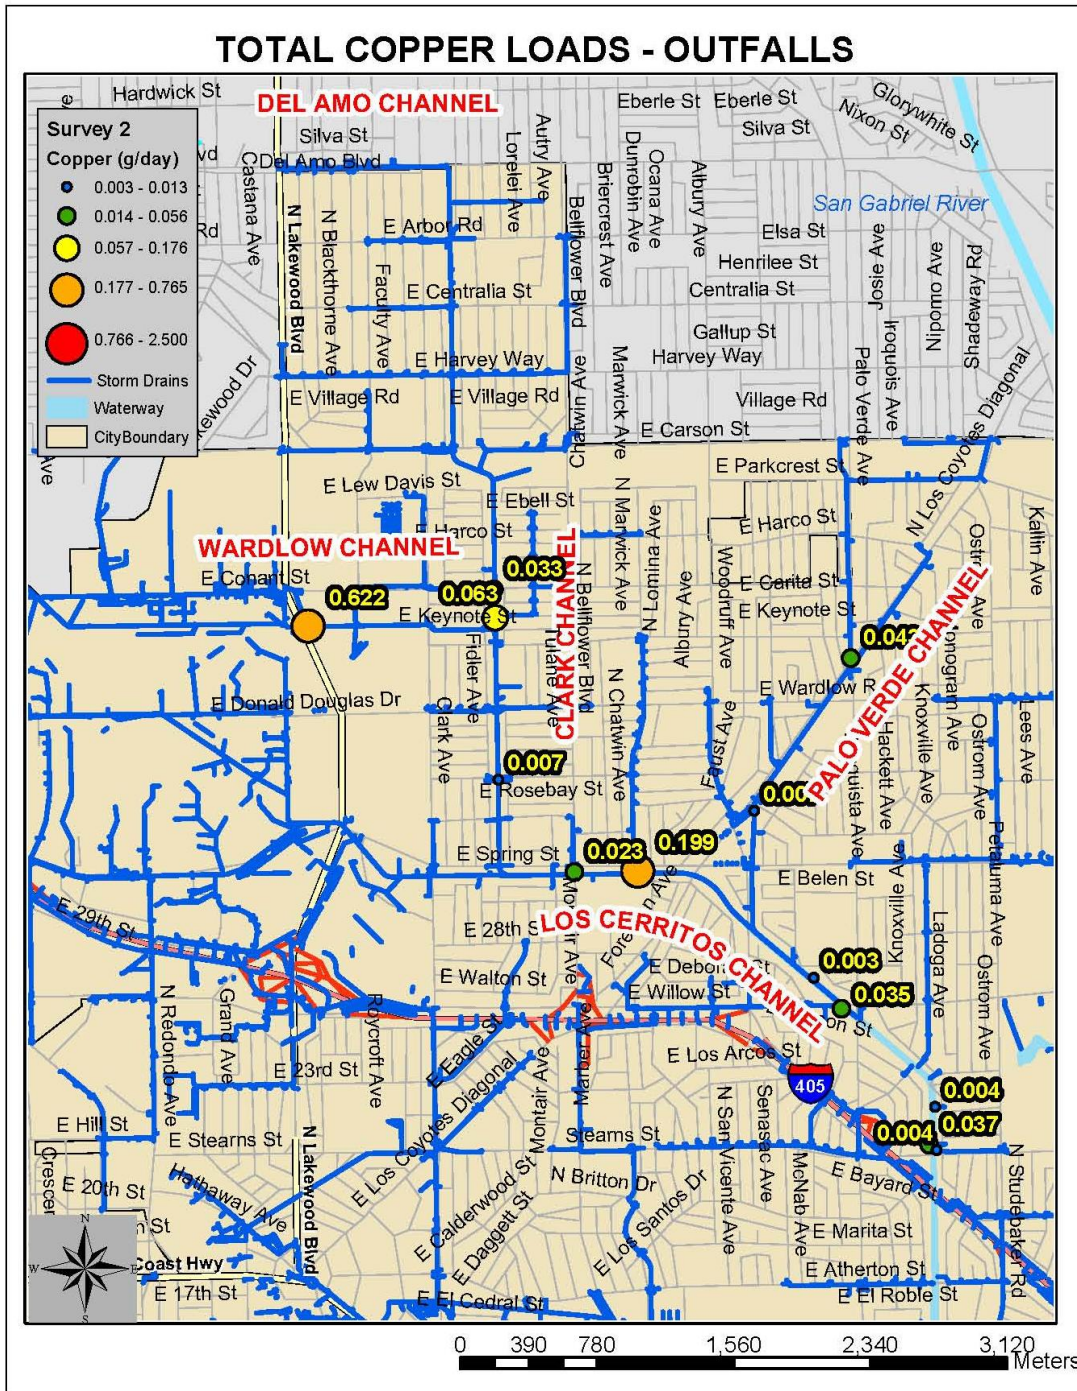 TOTAL COPPER LOADS - OUTFALLS
Survey 2
Copper (g/day)
0.003 - 0.013
0.014 - 0.056
0.057 - 0.176
0.177 - 0.765
0.766 - 2.500
Storm Drains
Waterway
CityBoundary
DEL AMO CHANNEL
Hardwick St
Silva St
Del Amo Blvd
Castana Ave
N Lakewood Blvd
N Blackthorne Ave
Faculty Ave
E Arbor Rd
E Centralia St
E Harvey Way
E Village Rd
E Village Rd
Lorelei Ave
Autry Ave
Bellflower Blvd
Briercrest Ave
Dunrobin Ave
Ocana Ave
Albury Ave
Eberle St
Eberle St
Silva St
Nixon St
Glorywhite St
San Gabriel River
Elsa St
Henrilee St
Centralia St
Gallup St
Harvey Way
Village Rd
E Carson St
Josie Ave
Nipomo Ave
Shadeway Rd
Iroquois Ave
Palo Verde Ave
N Los Coyotes Diagonal
Chatwin Ave
Marwick Ave
E Parkcrest St
E Lew Davis St
E Ebell St
E Harco St
E Harco St
N Marwick Ave
N Lomina Ave
Woodruff Ave
Albury Ave
E Carita St
E Keynote St
Kallin Ave
WARDLOW CHANNEL
CLARK CHANNEL
PALO VERDE CHANNEL
E Conant St
0.622
0.063
0.033
E Keynote St
E Wardlow R
E Donald Douglas Dr
Fidler Ave
Clark Ave
Tulane Ave
N Bellflower Blvd
N Chatwin Ave
Faust Ave
Monogram Ave
Knoxville Ave
Hackett Ave
Ostrom Ave
Lees Ave
Petaluma Ave
0.007
E Rosebay St
E Spring St
0.023
0.199
E Belen St
E 29th St
E 28th S
LOS CERRITOS CHANNEL
E Walton St
E Willow St
0.003
0.035
Knoxville Ave
Ladoga Ave
Ostrom Ave
N Redondo Ave
Grand Ave
Roycroft Ave
E 23rd St
E Eagle St
E Los Arcos St
405
0.004
0.037
0.004
E Hill St
E Stearns St
N Lakewood Blvd
E Los Coyotes Diagonal
Montair Ave
Stearns St
N San Vicente Ave
Senasac Ave
McNab Ave
E Bayard St
N Studebaker Rd
E 20th St
Hathaway Ave
E Calderwood St
E Daggett St
N Britton Dr
E Los Santos Dr
E Marita St
E Atherton St
E El Roble St
Coast Hwy
E 17th St
E El Cedral St
N
W
E
S
0 390 780 1,560 2,340 3,120
Meters